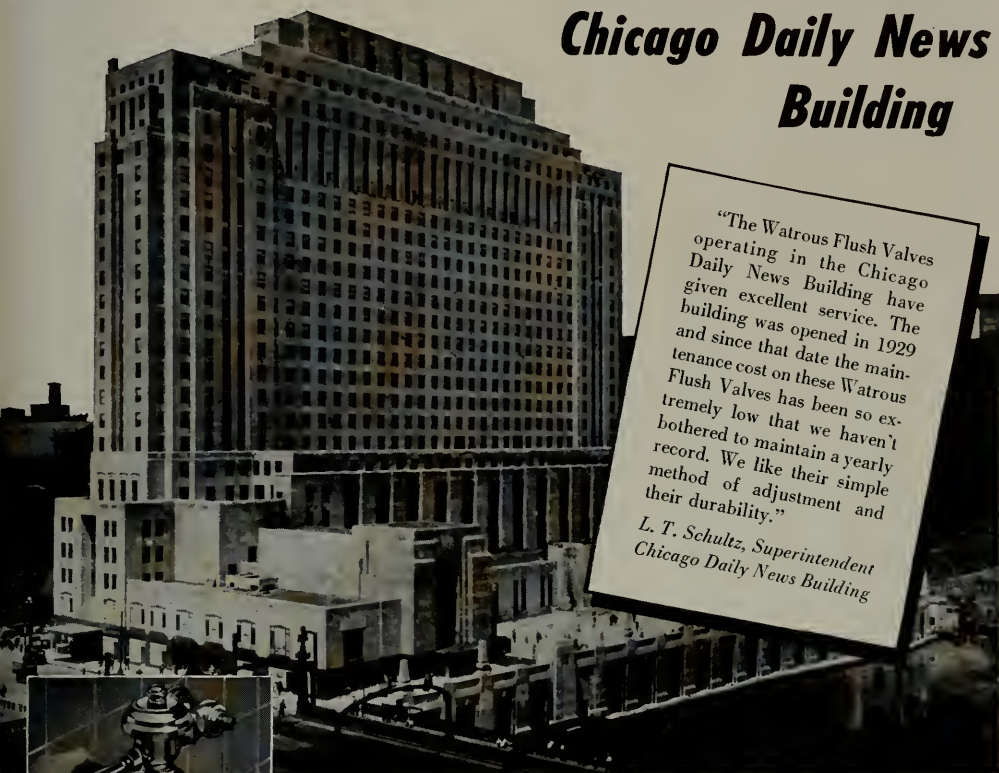 Chicago Daily News
Building
“The Watrous Flush Valves
operating in the Chicago
Daily News Building have
given excellent service. The
building was opened in 1929
and since that date the main-
tenance cost on these Watrous
Flush Valves has been so ex-
tremely low that we haven't
bothered to maintain a yearly
record. We like their simple
method of adjustment and
their durability.”
L. T. Schultz, Superintendent
Chicago Daily News Building